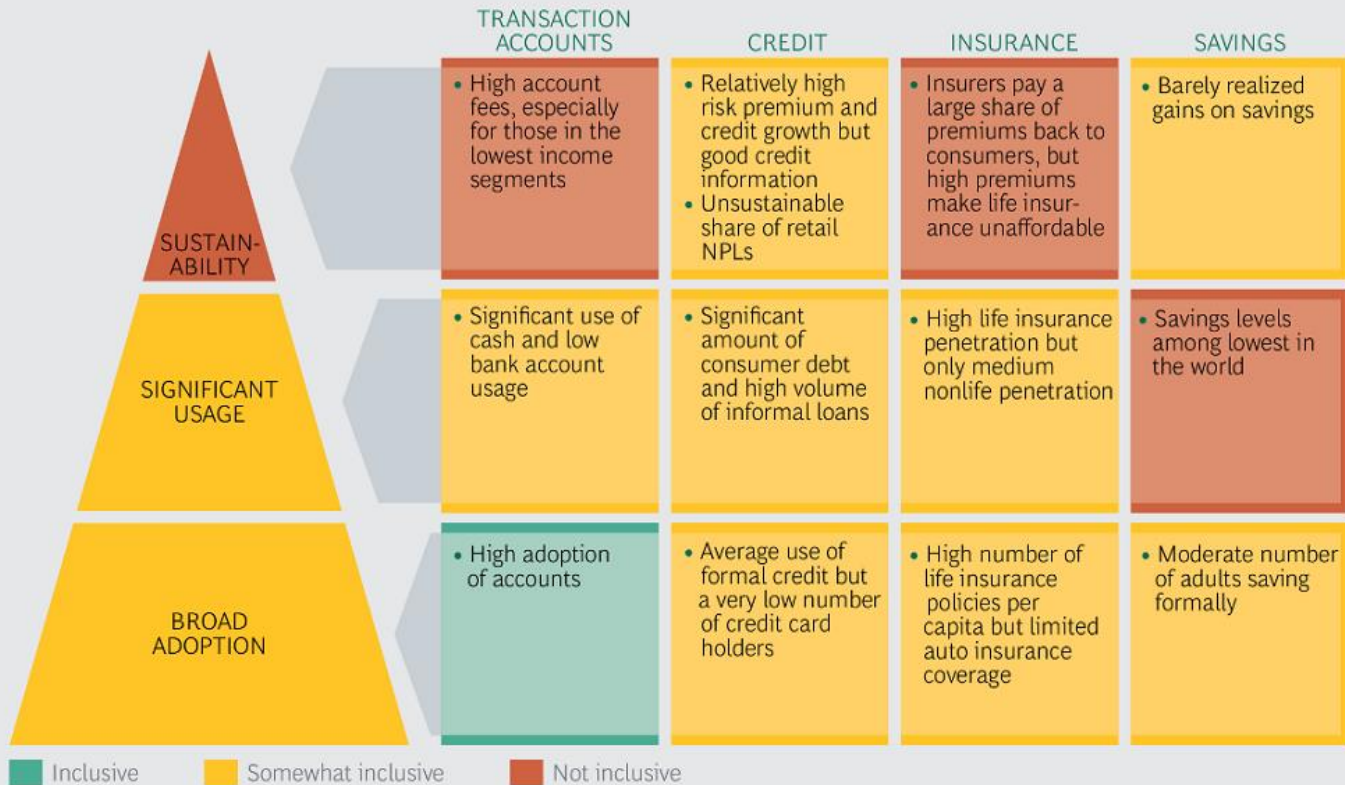 TRANSACTION
ACCOUNTS
CREDIT
INSURANCE
SAVINGS
SUSTAIN-
ABILITY
• High account
fees, especially
for those in the
lowest income
segments
• Relatively high
risk premium and
credit growth but
good credit
information
• Unsustainable
share of retail
NPLs
• Insurers pay a
large share of
premiums back to
consumers, but
high premiums
make life insur-
ance unaffordable
• Barely realized
gains on savings
SIGNIFICANT
USAGE
• Significant use of
cash and low
bank account
usage
• Significant
amount of
consumer debt
and high volume
of informal loans
• High life insurance
penetration but
only medium
nonlife penetration
• Savings levels
among lowest in
the world
BROAD
ADOPTION
• High adoption
of accounts
• Average use of
formal credit but
a very low number
of credit card
holders
• High number of
life insurance
policies per
capita but limited
auto insurance
coverage
• Moderate number
of adults saving
formally
Inclusive
Somewhat inclusive
Not inclusive